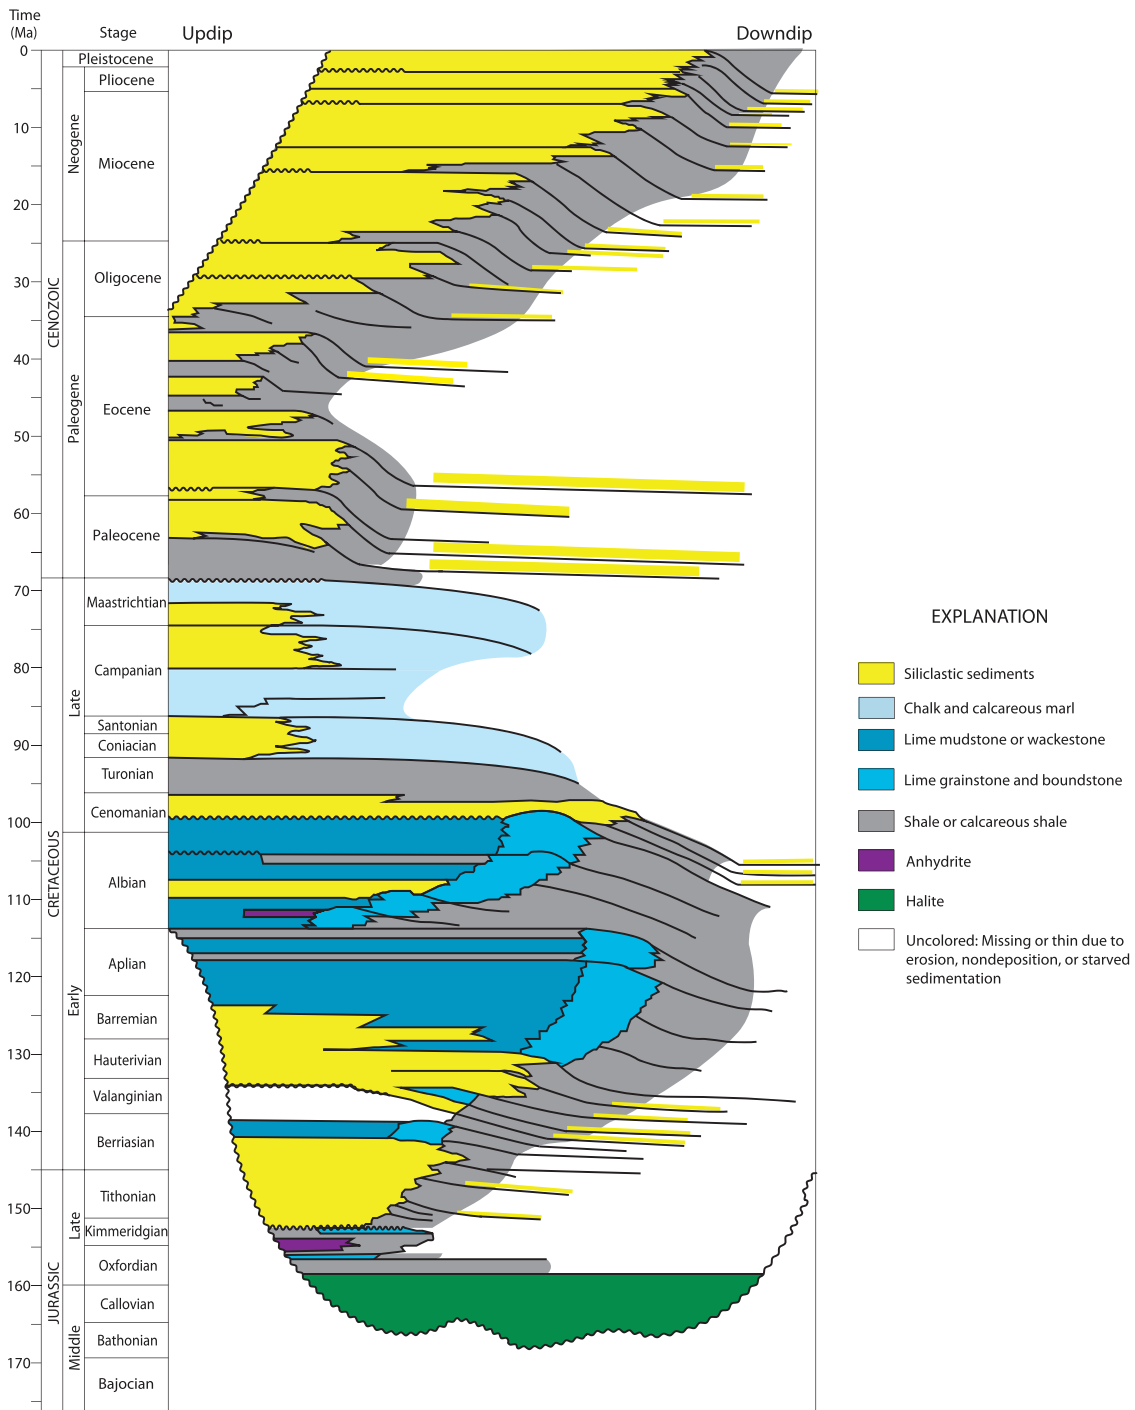 Time
(Ma)
Stage
Updip
Downdip
0
10
20
30
40
50
60
70
80
90
100
110
120
130
140
150
160
170
CENOZOIC
CRETACEOUS
JURASSIC
Neogene
Paleogene
Late
Early
Late
Middle
Pleistocene
Pliocene
Miocene
Oligocene
Eocene
Paleocene
Maastrichtian
Campanian
Santonian
Coniacian
Turonian
Cenomanian
Albian
Aplian
Barremian
Hauterivian
Valanginian
Berriasian
Tithonian
Kimmeridgian
Oxfordian
Callovian
Bathonian
Bajocian
EXPLANATION
Siliclastic sediments
Chalk and calcareous marl
Lime mudstone or wackestone
Lime grainstone and boundstone
Shale or calcareous shale
Anhydrite
Halite
Uncolored: Missing or thin due to
erosion, nondeposition, or starved
sedimentation